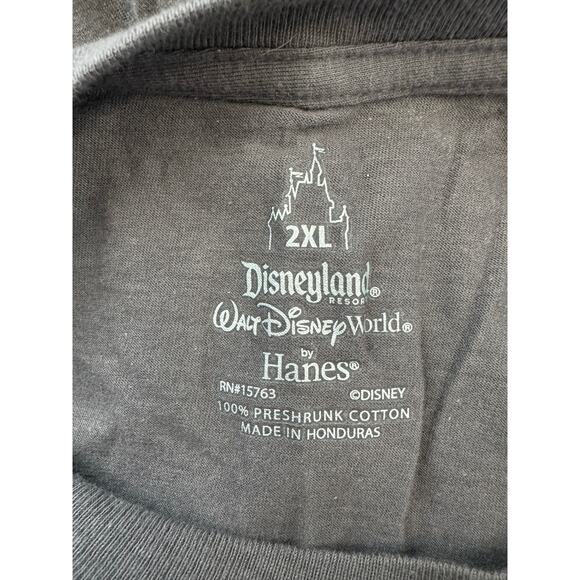 2XL
Disneyland®
RESORT
WALT DISNEY World®
by
Hanes®
RN#15763 ©DISNEY
100% PRESHRUNK COTTON
MADE IN HONDURAS